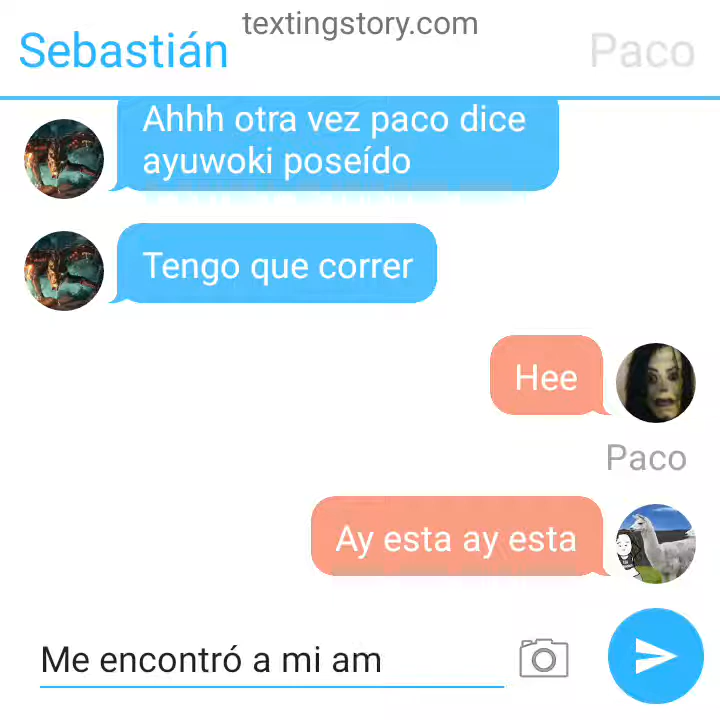 textingstory.com
Sebastián
Paco
Ahhh otra vez paco dice
ayuwoki poseído
Tengo que correr
Hee
Paco
Ay esta ay esta
Me encontró a mi am